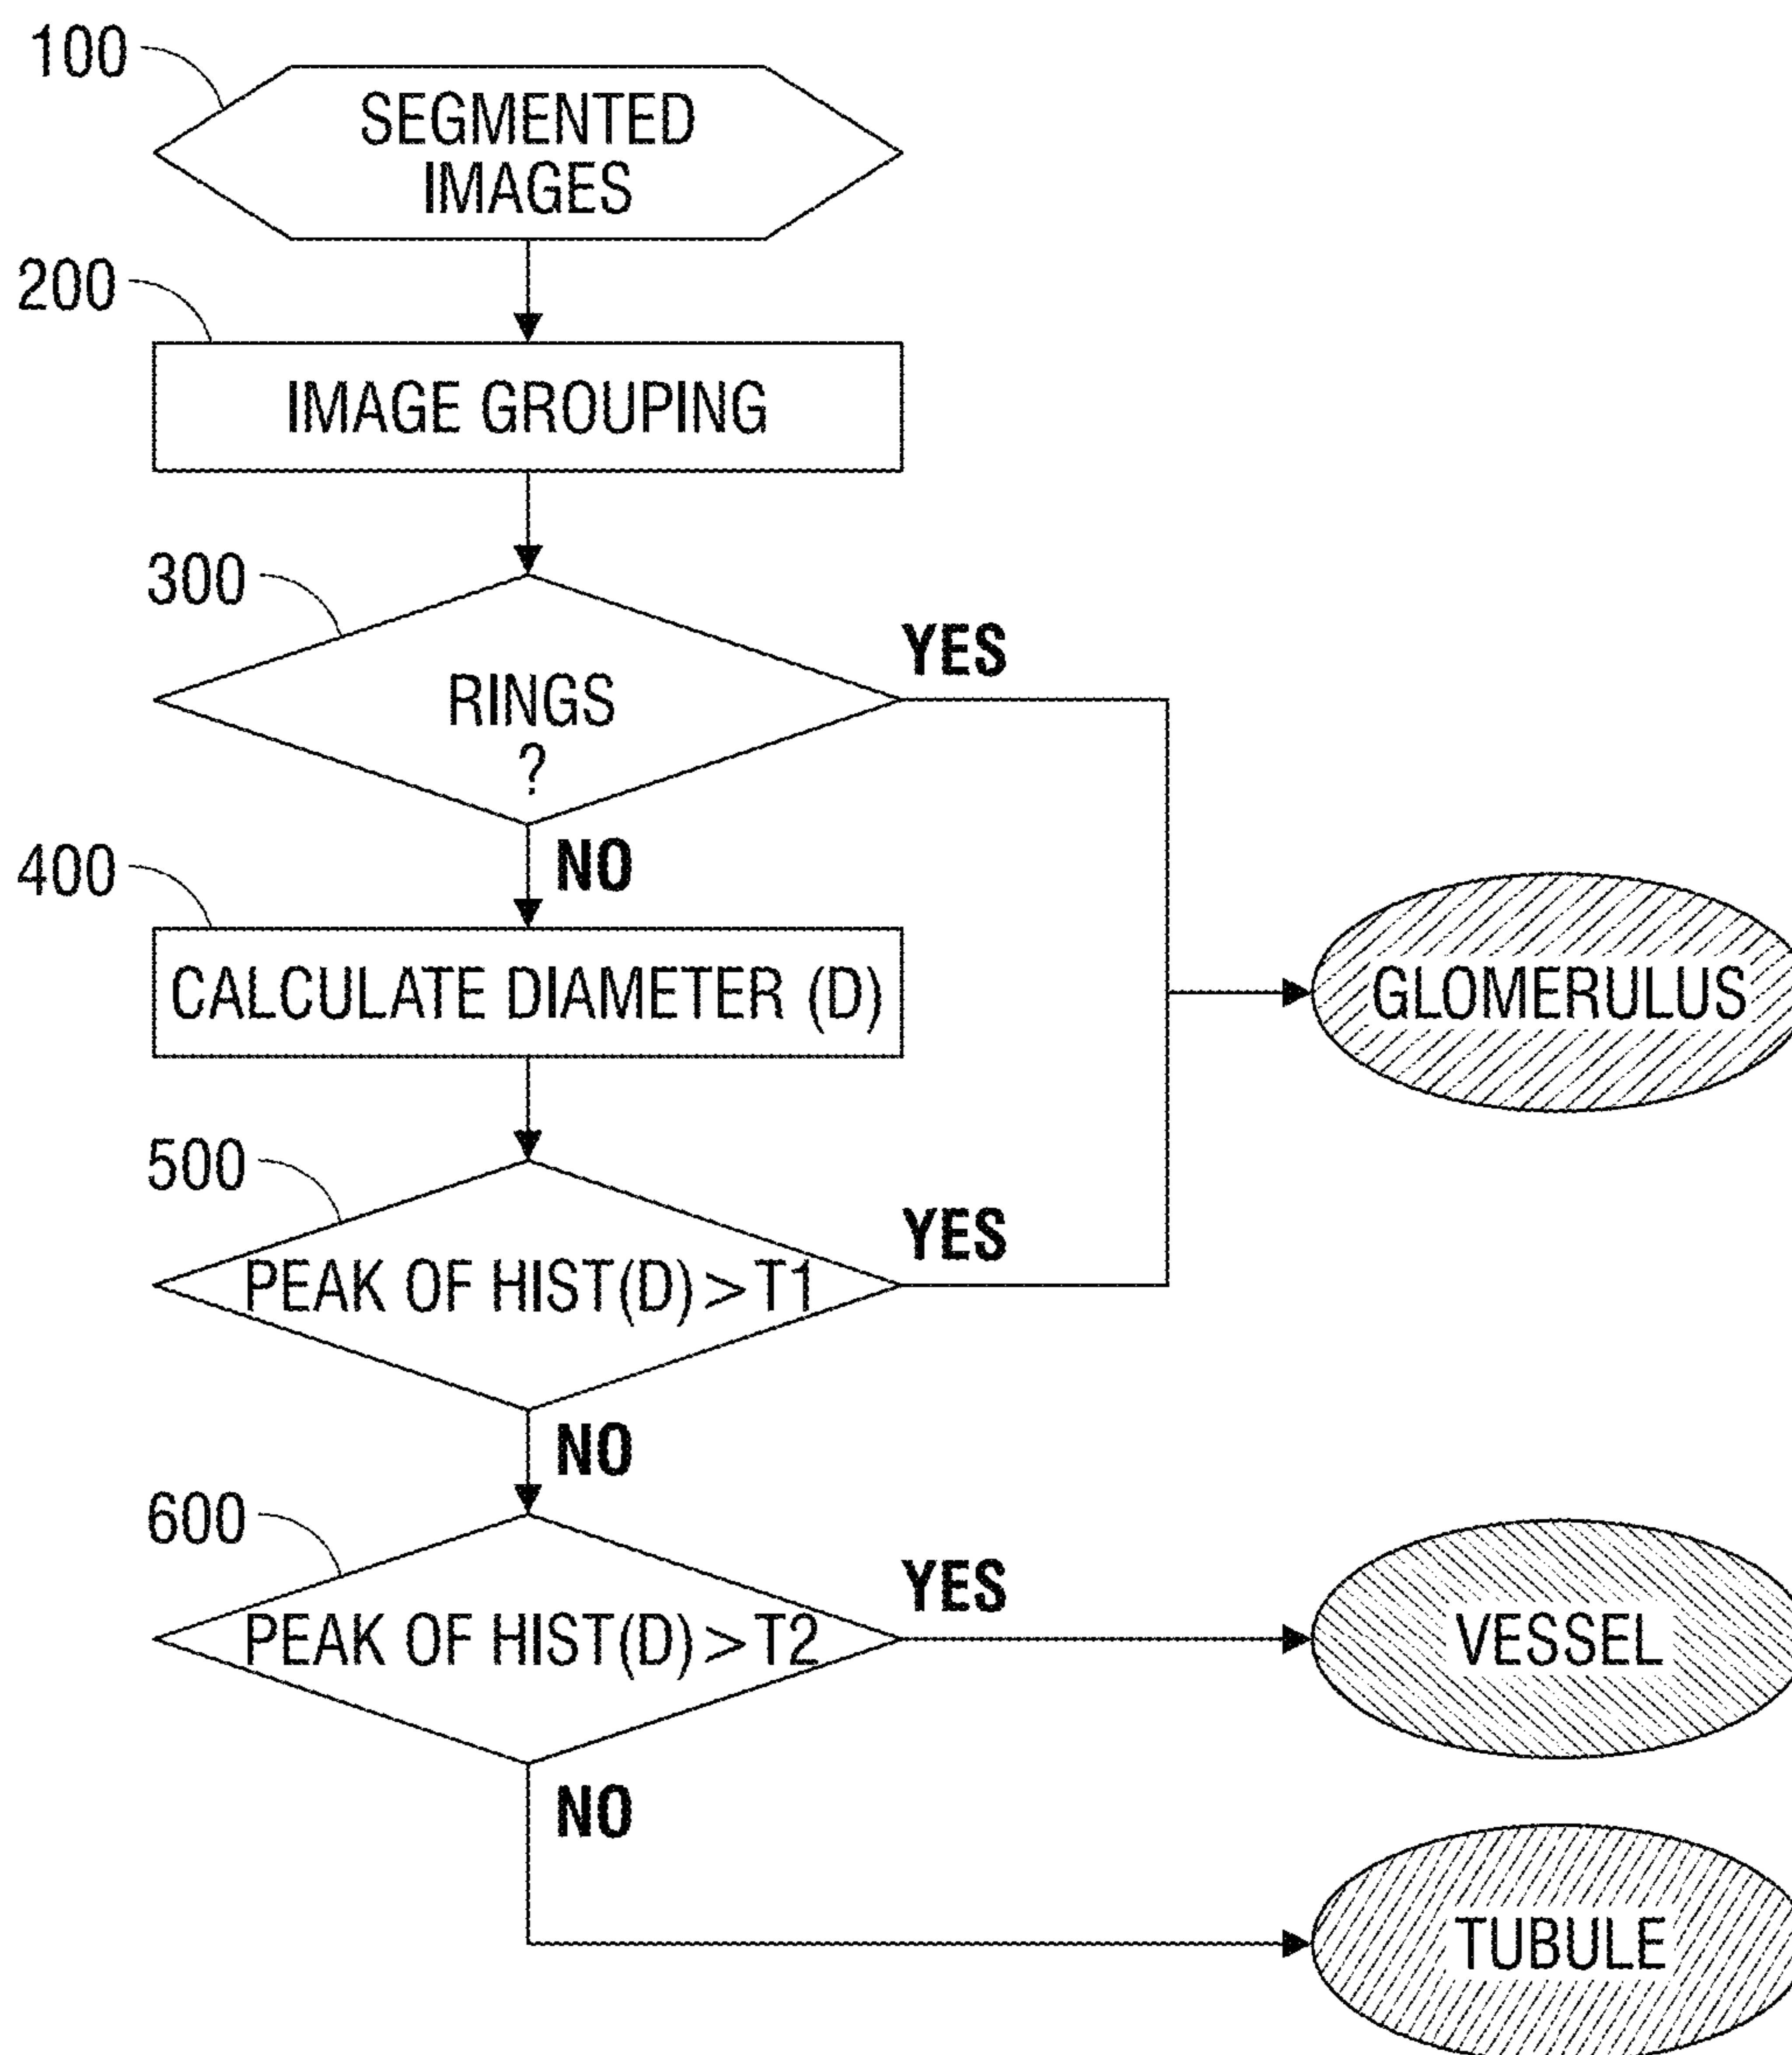 100
SEGMENTED
IMAGES
200
IMAGE GROUPING
300
RINGS
?
YES
NO
400
CALCULATE DIAMETER (D)
GLOMERULUS
500
PEAK OF HIST(D) > T1
YES
NO
600
PEAK OF HIST(D) > T2
YES
VESSEL
NO
TUBULE